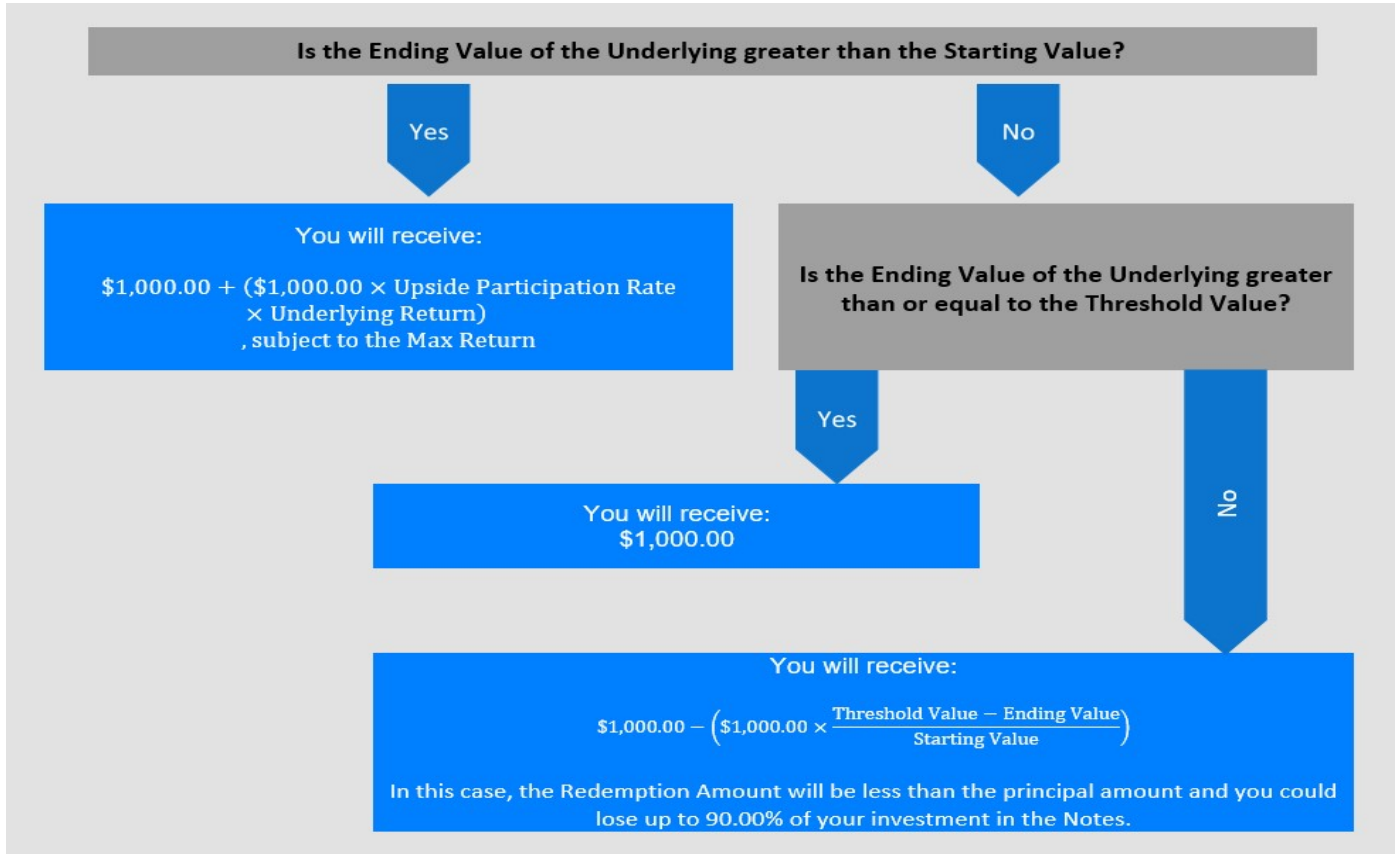 Is the Ending Value of the Underlying greater than the Starting Value?
Yes
No
You will receive:
$1,000.00 + ($1,000.00 × Upside Participation Rate
× Underlying Return)
, subject to the Max Return
Is the Ending Value of the Underlying greater
than or equal to the Threshold Value?
Yes
No
You will receive:
$1,000.00
You will receive:
$1,000.00 − ($1,000.00 × Threshold Value − Ending Value
Starting Value)
In this case, the Redemption Amount will be less than the principal amount and you could
lose up to 90.00% of your investment in the Notes.